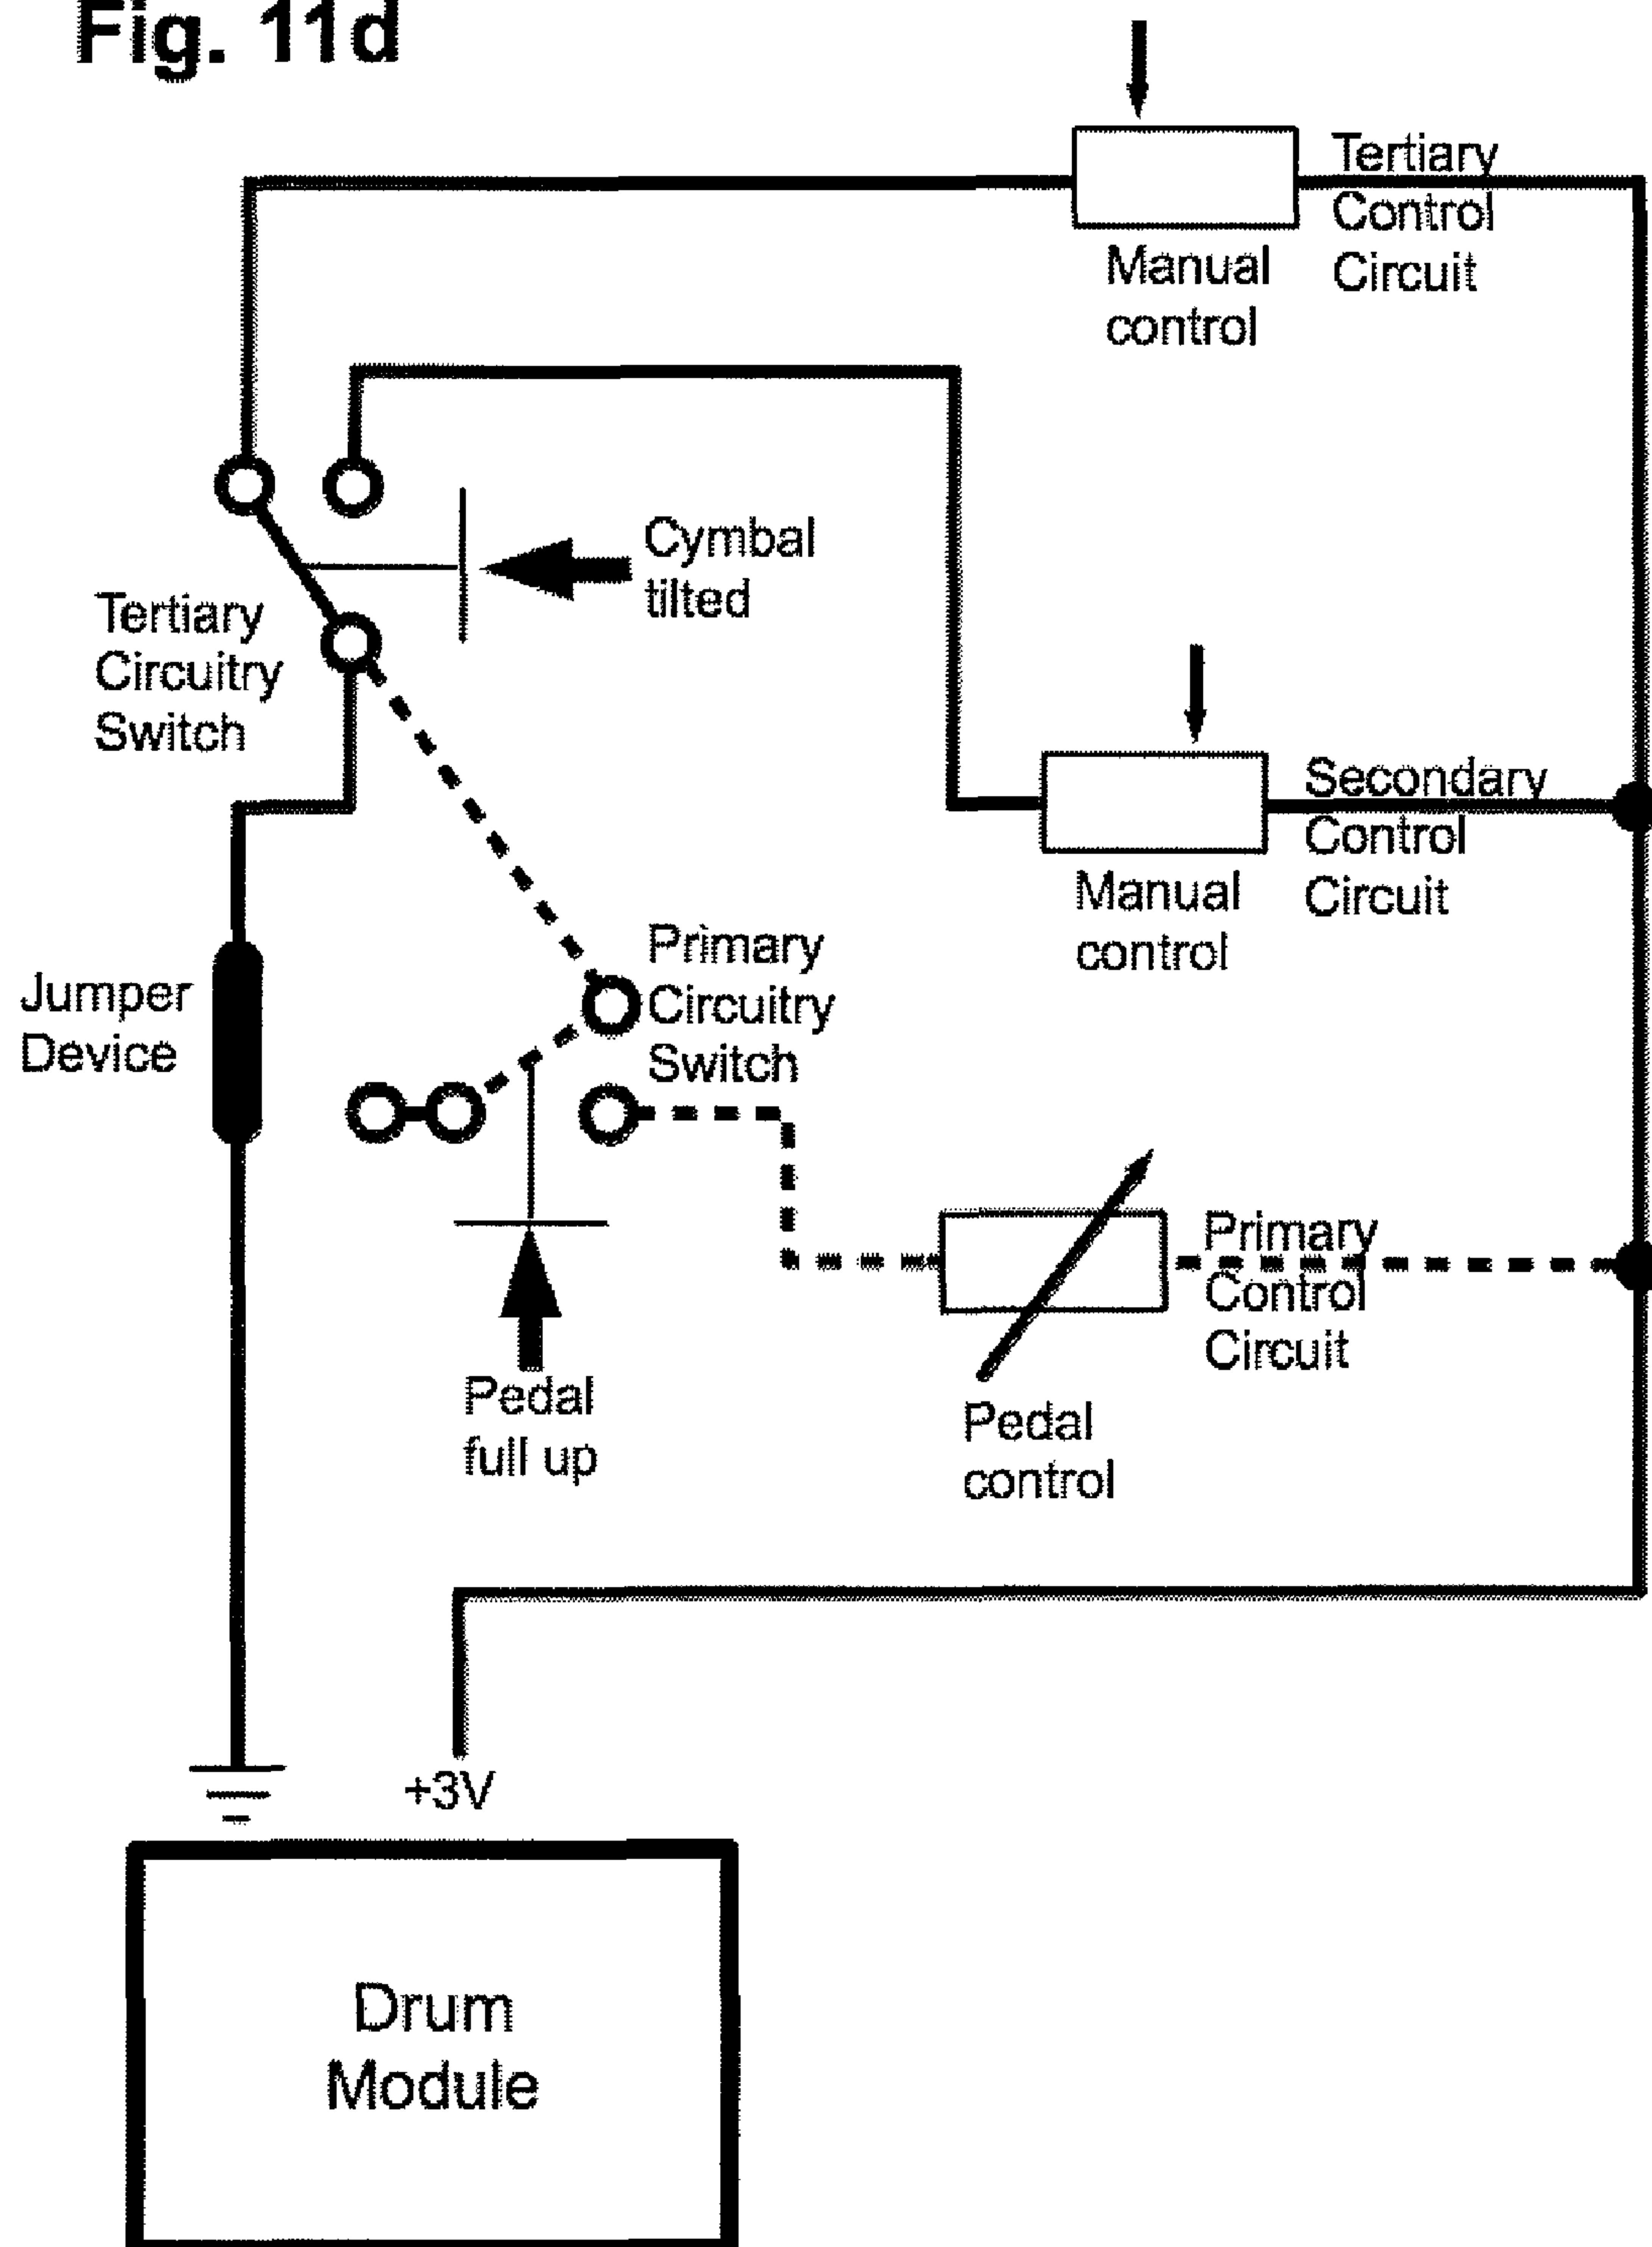 Fig. 11d
Tertiary
Control
Circuit
Manual
control
Cymbal
tilted
Tertiary
Circuitry
Switch
Secondary
Control
Circuit
Manual
control
Primary
Circuitry
Switch
Jumper
Device
Primary
Control
Circuit
Pedal
full up
Pedal
control
+3V
Drum
Module